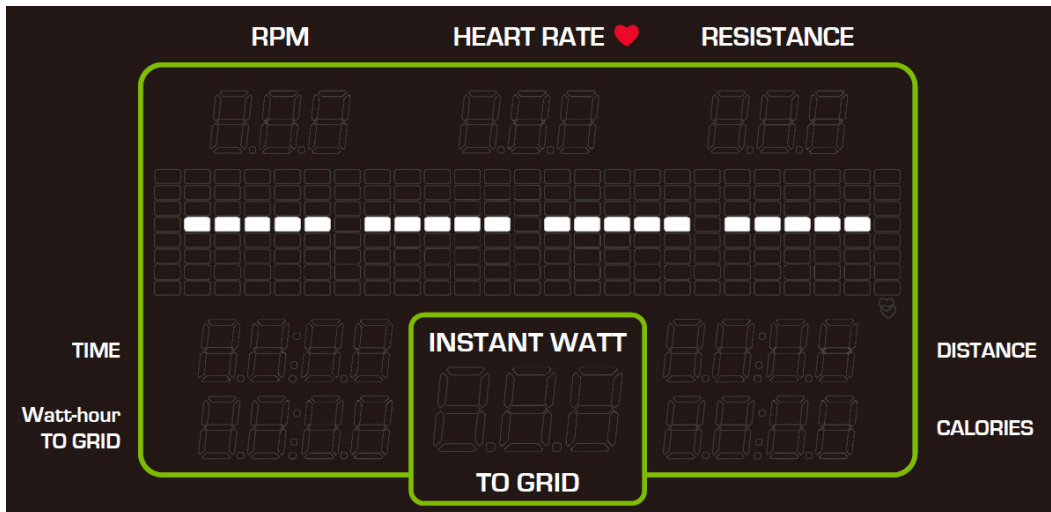 RPM HEART RATE RESISTANCE
----
TIME
INSTANT WATT
DISTANCE
Watt-hour
TO GRID
CALORIES
TO GRID